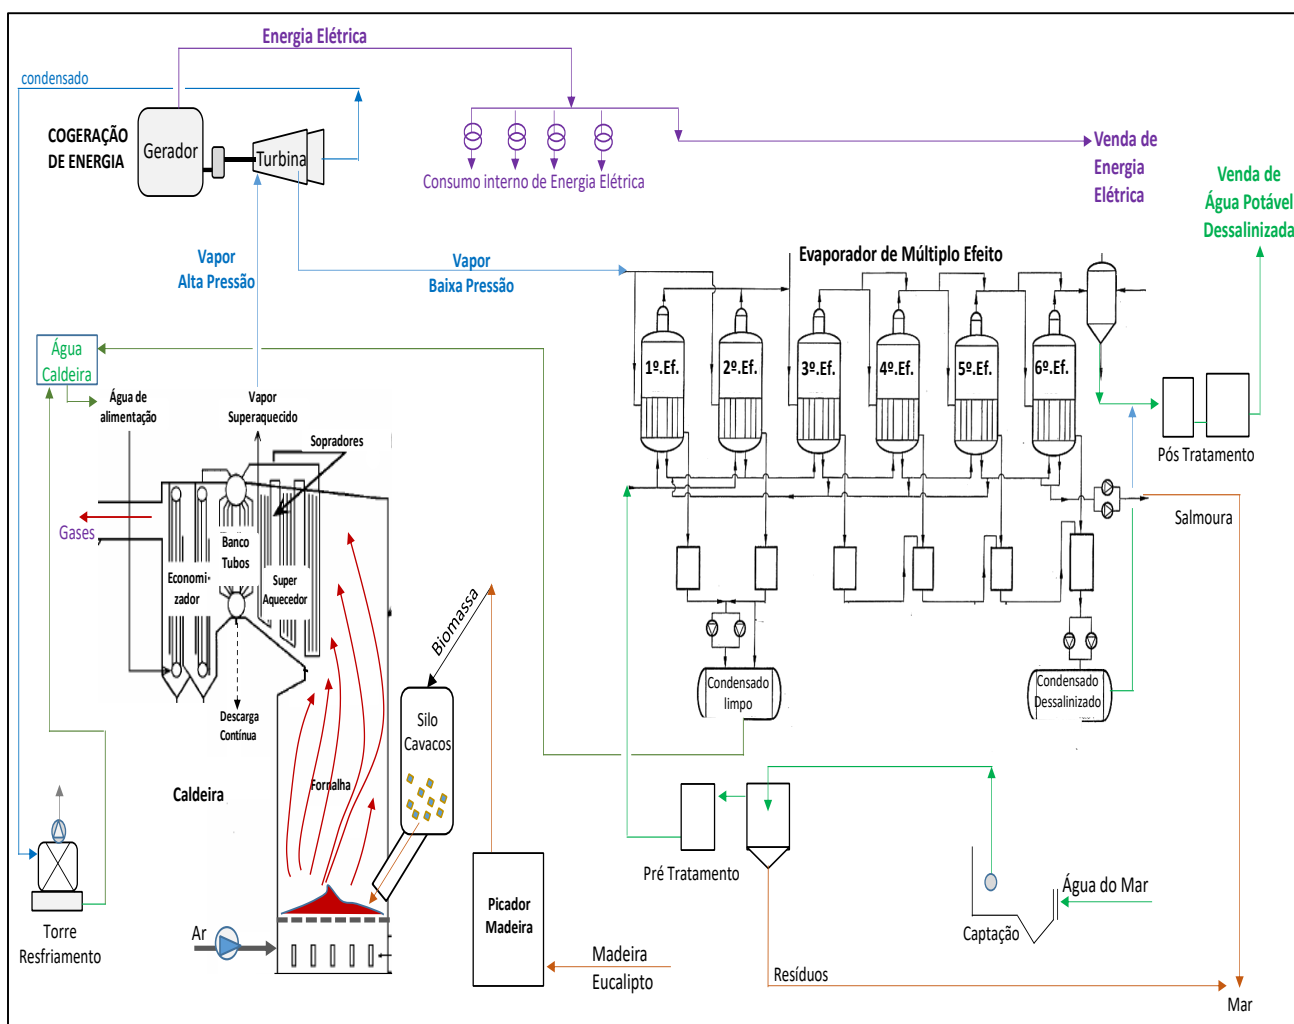 Energia Elétrica
condensado
COGERAÇÃO
DE ENERGIA
Gerador
Turbina
Consumo interno de Energia Elétrica
Venda de
Energia
Elétrica
Venda de
Água Potável
Dessalinizada
Vapor
Alta Pressão
Vapor
Baixa Pressão
Evaporador de Múltiplo Efeito
1º.Ef.
2º.Ef.
3º.Ef.
4º.Ef.
5º.Ef.
6º.Ef.
Água
Caldeira
Água de
alimentação
Vapor
Superaquecido
Sopradores
Pós Tratamento
Gases
Banco
Tubos
Economi-
zador
Super
Aquecedor
Salmoura
Biomassa
Condensado
limpo
Condensado
Dessalinizado
Descarga
Contínua
Silo
Cavacos
Fornalha
Caldeira
Pré Tratamento
Água do Mar
Captação
Picador
Madeira
Ar
Torre
Resfriamento
Madeira
Eucalipto
Resíduos
Mar